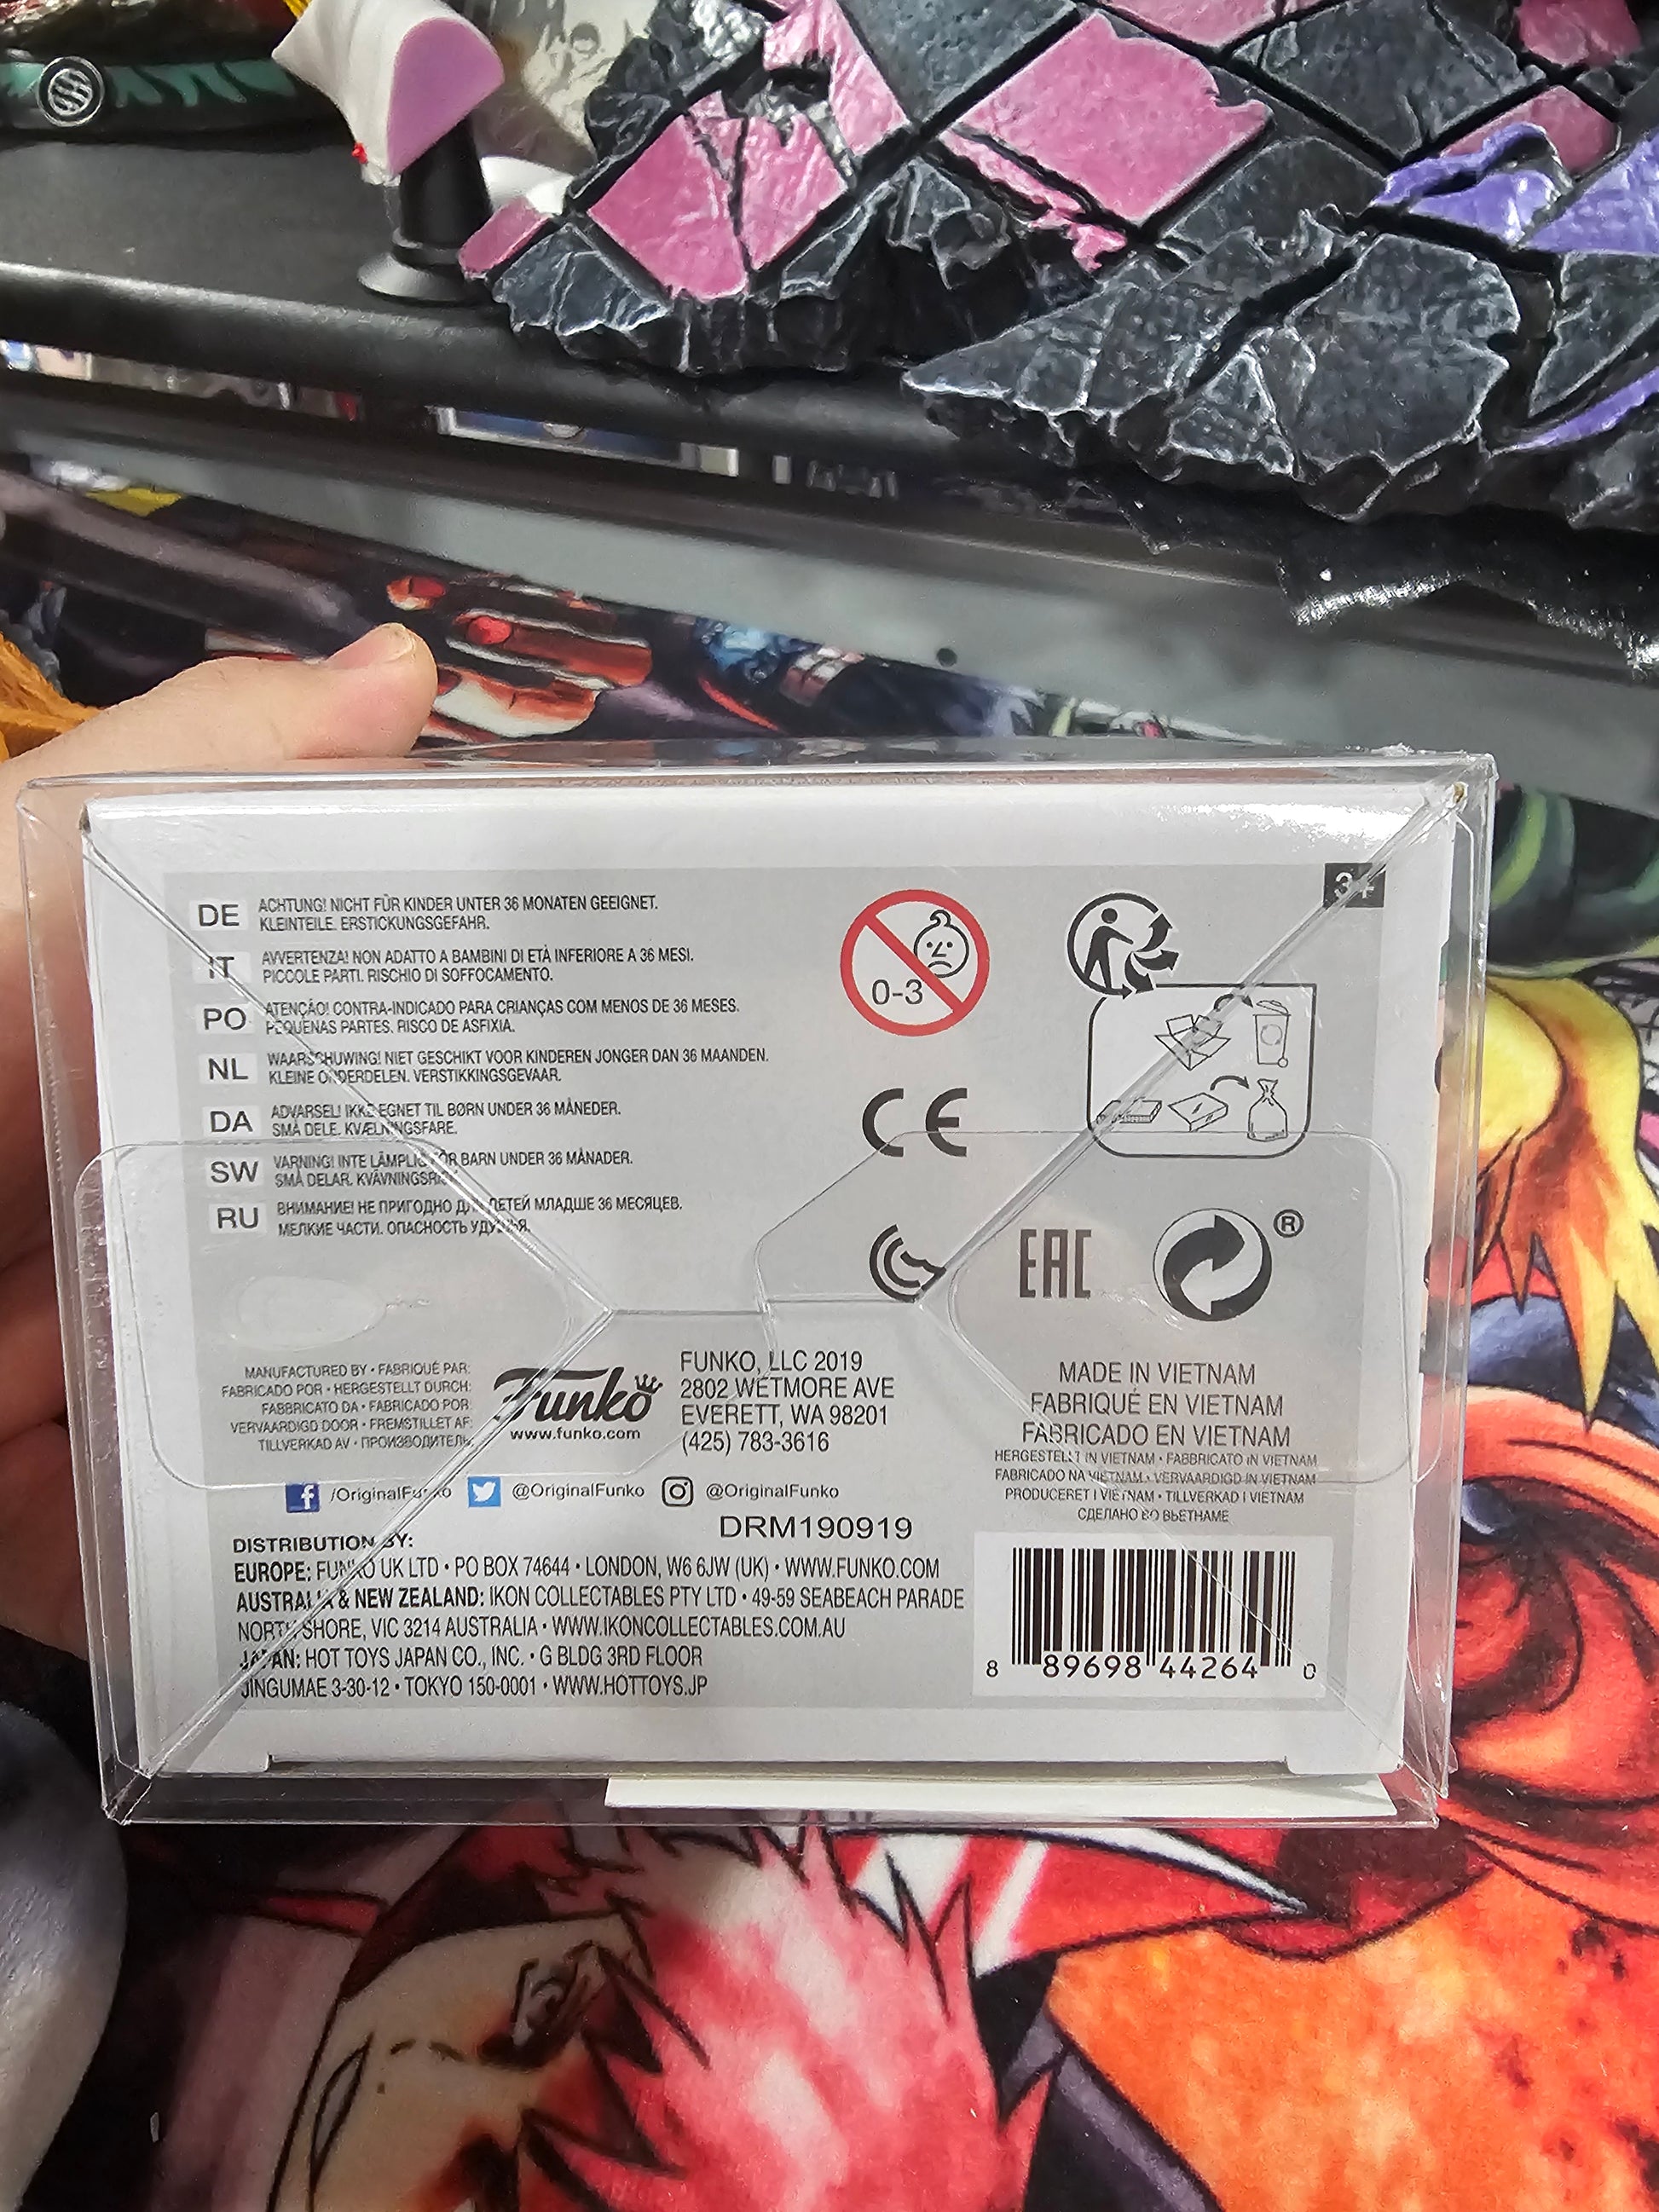 3+
DE ACHTUNG! NICHT FÜR KINDER UNTER 36 MONATEN GEEIGNET.
KLEINTEILE. ERSTICKUNGSGEFAHR.
IT AVVERTENZA! NON ADATTO A BAMBINI DI ETÀ INFERIORE A 36 MESI.
PICCOLE PARTI. RISCHIO DI SOFFOCAMENTO.
PO ATENÇÃO! CONTRA-INDICADO PARA CRIANÇAS COM MENOS DE 36 MESES.
PEQUENAS PARTES. RISCO DE ASFIXIA.
NL WAARSCHUWING! NIET GESCHIKT VOOR KINDEREN JONGER DAN 36 MAANDEN.
KLEINE ONDERDELEN. VERSTIKKINGSGEVAAR.
DA ADVARSEL! IKKE EGNET TIL BØRN UNDER 36 MÅNEDER.
SMÅ DELE. KVÆLNINGSFARE.
SW VARNING! INTE LÄMPLIG FÖR BARN UNDER 36 MÅNADER.
SMÅ DELAR. KVÄVNINGSRISK.
RU ВНИМАНИЕ! НЕ ПРИГОДНО ДЛЯ ДЕТЕЙ МЛАДШЕ 36 МЕСЯЦЕВ.
МЕЛКИЕ ЧАСТИ. ОПАСНОСТЬ УДУШЬЯ.
0-3
CE
EAC
®
MANUFACTURED BY • FABRIQUÉ PAR:
FABRICADO POR • HERGESTELLT DURCH:
FABBRICATO DA • FABRICADO POR:
VERVAARDIGD DOOR • FREMSTILLET AF:
TILLVERKAD AV • ПРОИЗВОДИТЕЛЬ:
Funko
www.funko.com
FUNKO, LLC 2019
2802 WETMORE AVE
EVERETT, WA 98201
(425) 783-3616
MADE IN VIETNAM
FABRIQUÉ EN VIETNAM
FABRICADO EN VIETNAM
HERGESTELLT IN VIETNAM • FABBRICATO IN VIETNAM
FABRICADO NA VIETNAM • VERVAARDIGD IN VIETNAM
PRODUCERET I VIETNAM • TILLVERKAD I VIETNAM
СДЕЛАНО ВО ВЬЕТНАМЕ
/OriginalFunko @OriginalFunko @OriginalFunko
DRM190919
DISTRIBUTION BY:
EUROPE: FUNKO UK LTD • PO BOX 74644 • LONDON, W6 6JW (UK) • WWW.FUNKO.COM
AUSTRALIA & NEW ZEALAND: IKON COLLECTABLES PTY LTD • 49-59 SEABEACH PARADE
NORTH SHORE, VIC 3214 AUSTRALIA • WWW.IKONCOLLECTABLES.COM.AU
JAPAN: HOT TOYS JAPAN CO., INC. • G BLDG 3RD FLOOR
JINGUMAE 3-30-12 • TOKYO 150-0001 • WWW.HOTTOYS.JP
8 89698 44264 0